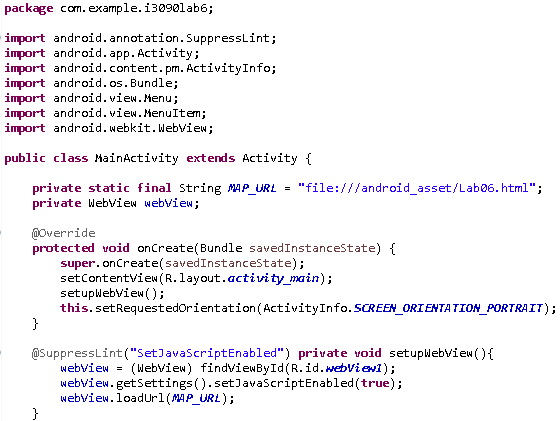 package com.example.i3090lab6;
import android.annotation.SuppressLint;
import android.app.Activity;
import android.content.pm.ActivityInfo;
import android.os.Bundle;
import android.view.Menu;
import android.view.MenuItem;
import android.webkit.WebView;
public class MainActivity extends Activity {
    private static final String MAP_URL = "file:///android_asset/Lab06.html";
    private WebView webView;
    @Override
    protected void onCreate(Bundle savedInstanceState) {
        super.onCreate(savedInstanceState);
        setContentView(R.layout.activity_main);
        setupWebView();
        this.setRequestedOrientation(ActivityInfo.SCREEN_ORIENTATION_PORTRAIT);
    }
    @SuppressLint("SetJavaScriptEnabled") private void setupWebView(){
        webView = (WebView) findViewById(R.id.webView1);
        webView.getSettings().setJavaScriptEnabled(true);
        webView.loadUrl(MAP_URL);
    }